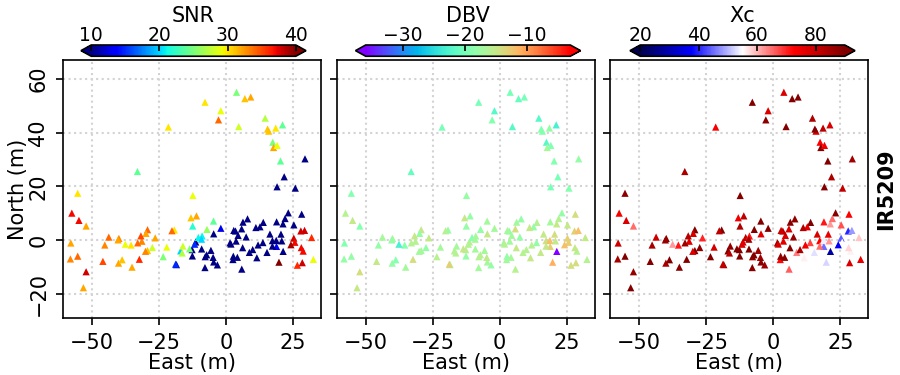 SNR DBV Xc
10 20 30 40 −30 −20 −10 20 40 60 80
60
40
20
0
−20
North (m)
−50 −25 0 25 −50 −25 0 25 −50 −25 0 25
East (m) East (m) East (m)
IR5209